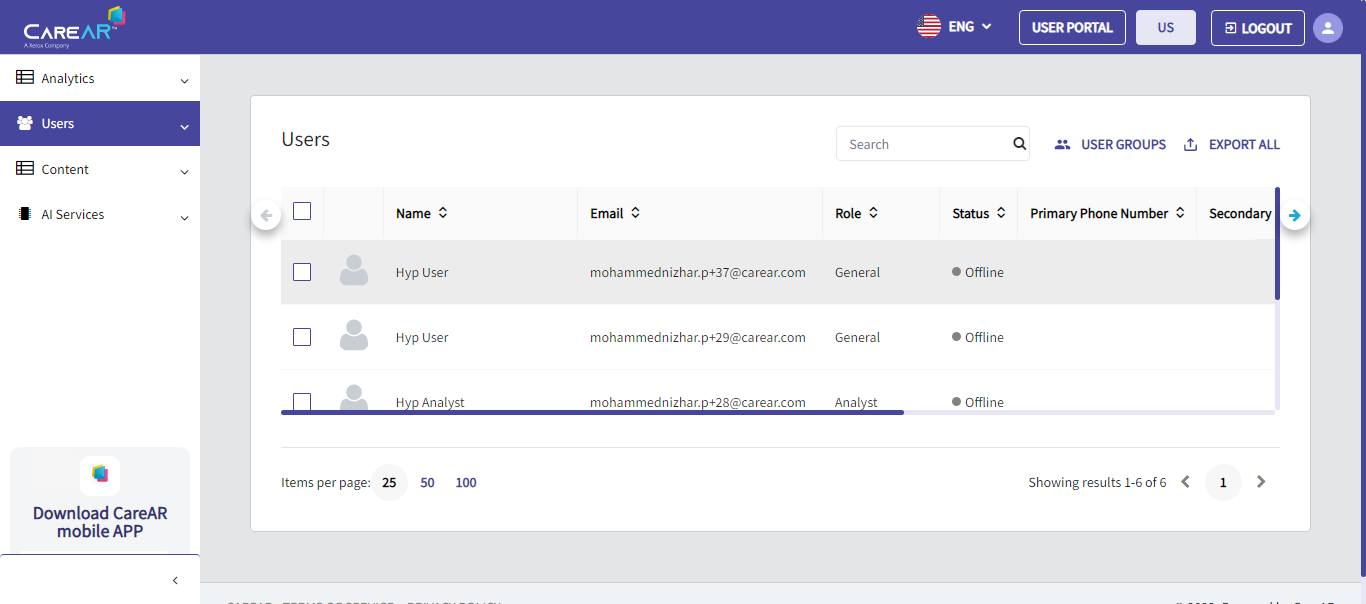 CAREAR™
A Xerox Company
ENG
USER PORTAL
US
LOGOUT
Analytics
Users
Content
AI Services
Download CareAR
mobile APP
Users
Search
USER GROUPS
EXPORT ALL
Name Email Role Status Primary Phone Number Secondary
Hyp User mohammednizhar.p+37@carear.com General Offline
Hyp User mohammednizhar.p+29@carear.com General Offline
Hyp Analyst mohammednizhar.p+28@carear.com Analyst Offline
Items per page: 25 50 100
Showing results 1-6 of 6 1